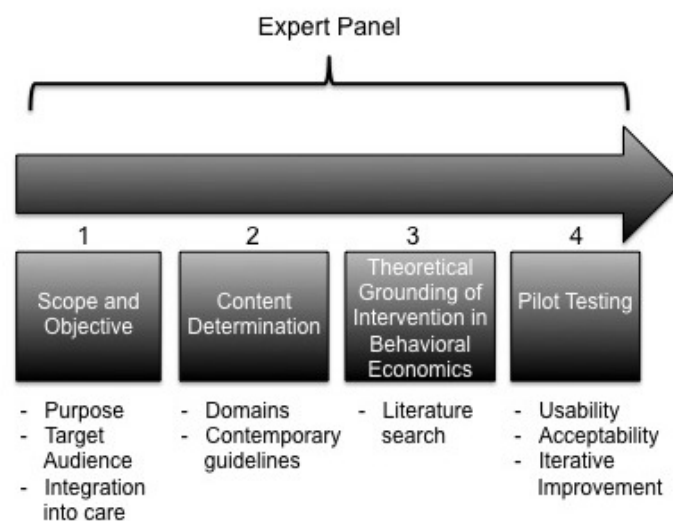 Expert Panel
1
2
3
4
Scope and
Objective
Content
Determination
Theoretical
Grounding of
Intervention in
Behavioral
Economics
Pilot Testing
- Purpose
- Target
Audience
- Integration
into care
- Domains
- Contemporary
guidelines
- Literature
search
- Usability
- Acceptability
- Iterative
Improvement